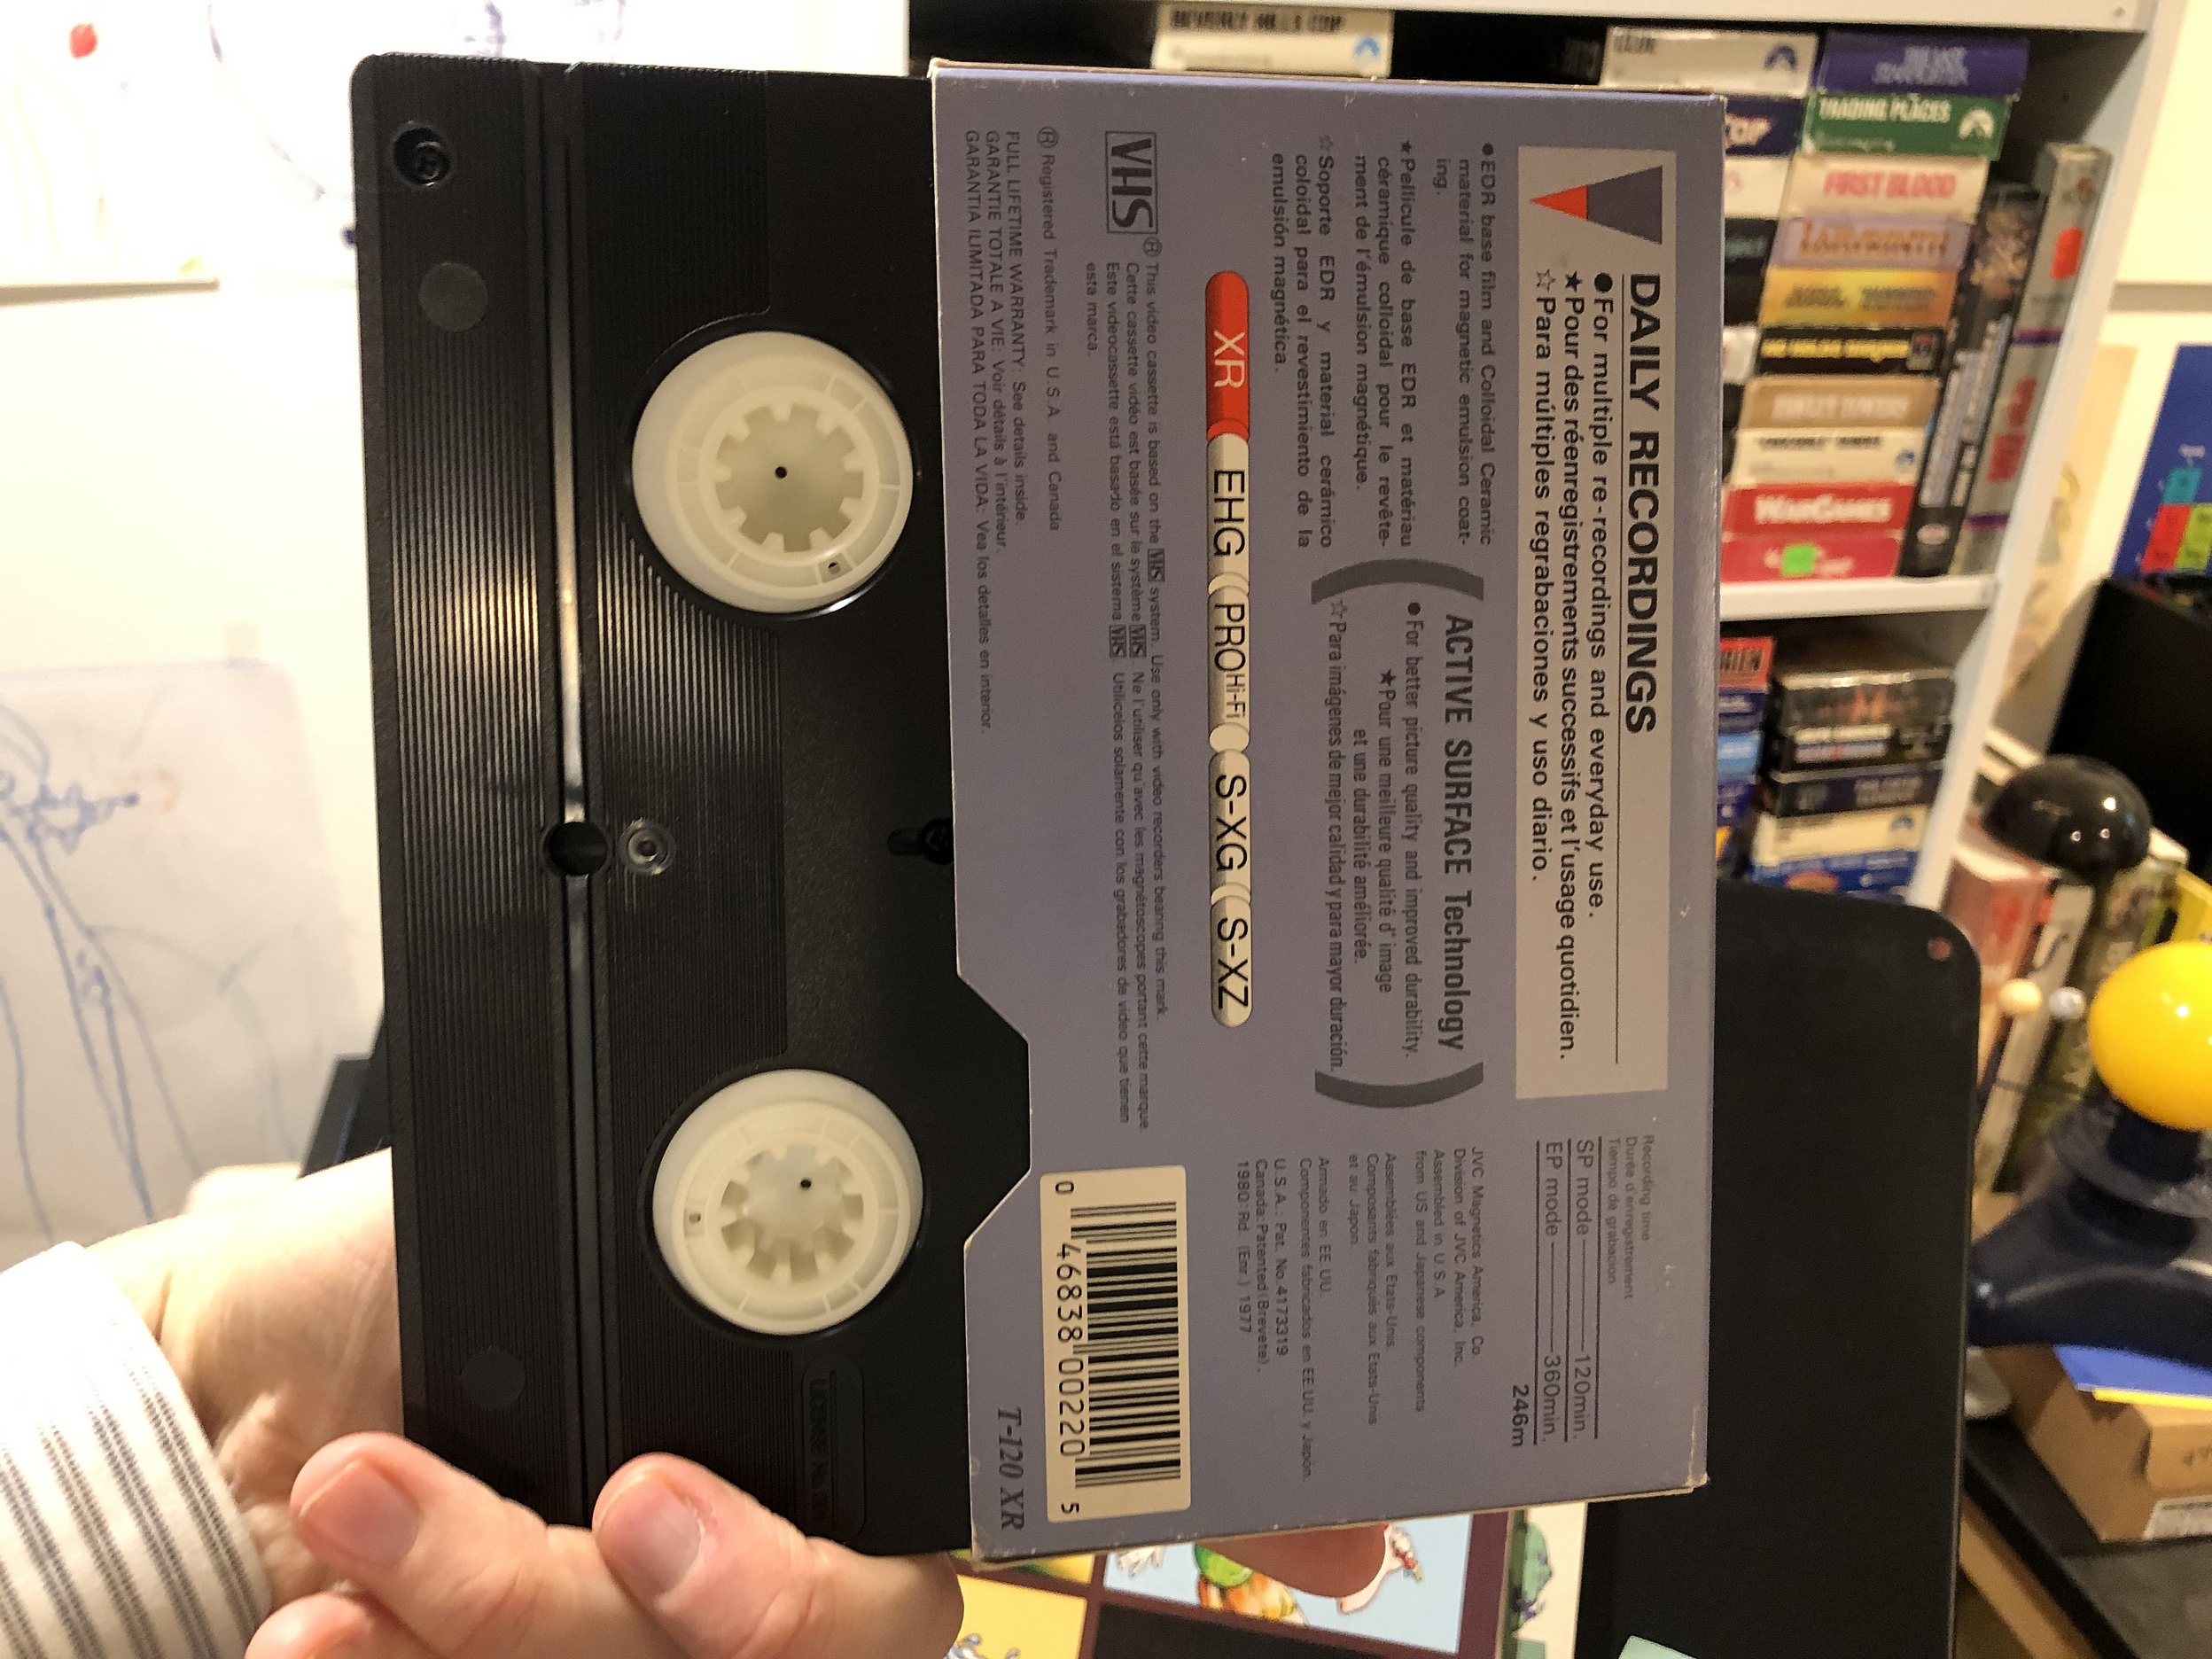 DAILY RECORDINGS
●For multiple re-recordings and everyday use.
★Pour des réenregistrements successifs et l'usage quotidien.
☆Para múltiples regrabaciones y uso diario.
Recording time
Durée d'enregistrement
Tiempo de grabacion
SP mode 120min.
EP mode 360min.
246m
●EDR base film and Colloidal Ceramic
material for magnetic emulsion coat-
ing.
★Pellicule de base EDR et matériau
céramique colloidal pour le revête-
ment de l'émulsion magnétique.
☆Soporte EDR y material cerámico
coloidal para el revestimiento de la
emulsión magnética.
ACTIVE SURFACE Technology
●For better picture quality and improved durability.
★Pour une meilleure qualité d' image
et une durabilité améliorée.
☆Para imágenes de mejor calidad y para mayor duración.
JVC Magnetics America, Co.
Division of JVC America, Inc.
Assembled in U.S.A.
from US and Japanese components
Assemblées aux Etats-Unis.
Composants fabriqués aux Etats-Unis
et au Japon.
Armado en EE UU.
Componentes fabricados en EE.UU. y Japón.
U.S.A.: Pat. No. 4173319
Canada: Patented (Brevete).
1980: Rd. (Enr.) 1977
XR EHG PRO Hi-Fi S-XG S-XZ
VHS ® This video cassette is based on the VHS system. Use only with video recorders bearing this mark.
Cette cassette vidéo est basée sur le système VHS. Ne l'utiliser qu'avec les magnétoscopes portant cette marque.
Este videocassette está basado en el sistema VHS. Utilicelos solamente con los grabadores de video que tienen
esta marca.
® Registered Trademark in U.S.A. and Canada
FULL LIFETIME WARRANTY: See details inside.
GARANTIE TOTALE A VIE: Voir détails à l'intérieur.
GARANTIA ILIMITADA PARA TODA LA VIDA: Vea los detalles en interior.
0 46838 00220 5
T-120 XR
BEVERLY HILLS COP
TRADING PLACES
FIRST BLOOD
LABYRINTH
WARGAMES